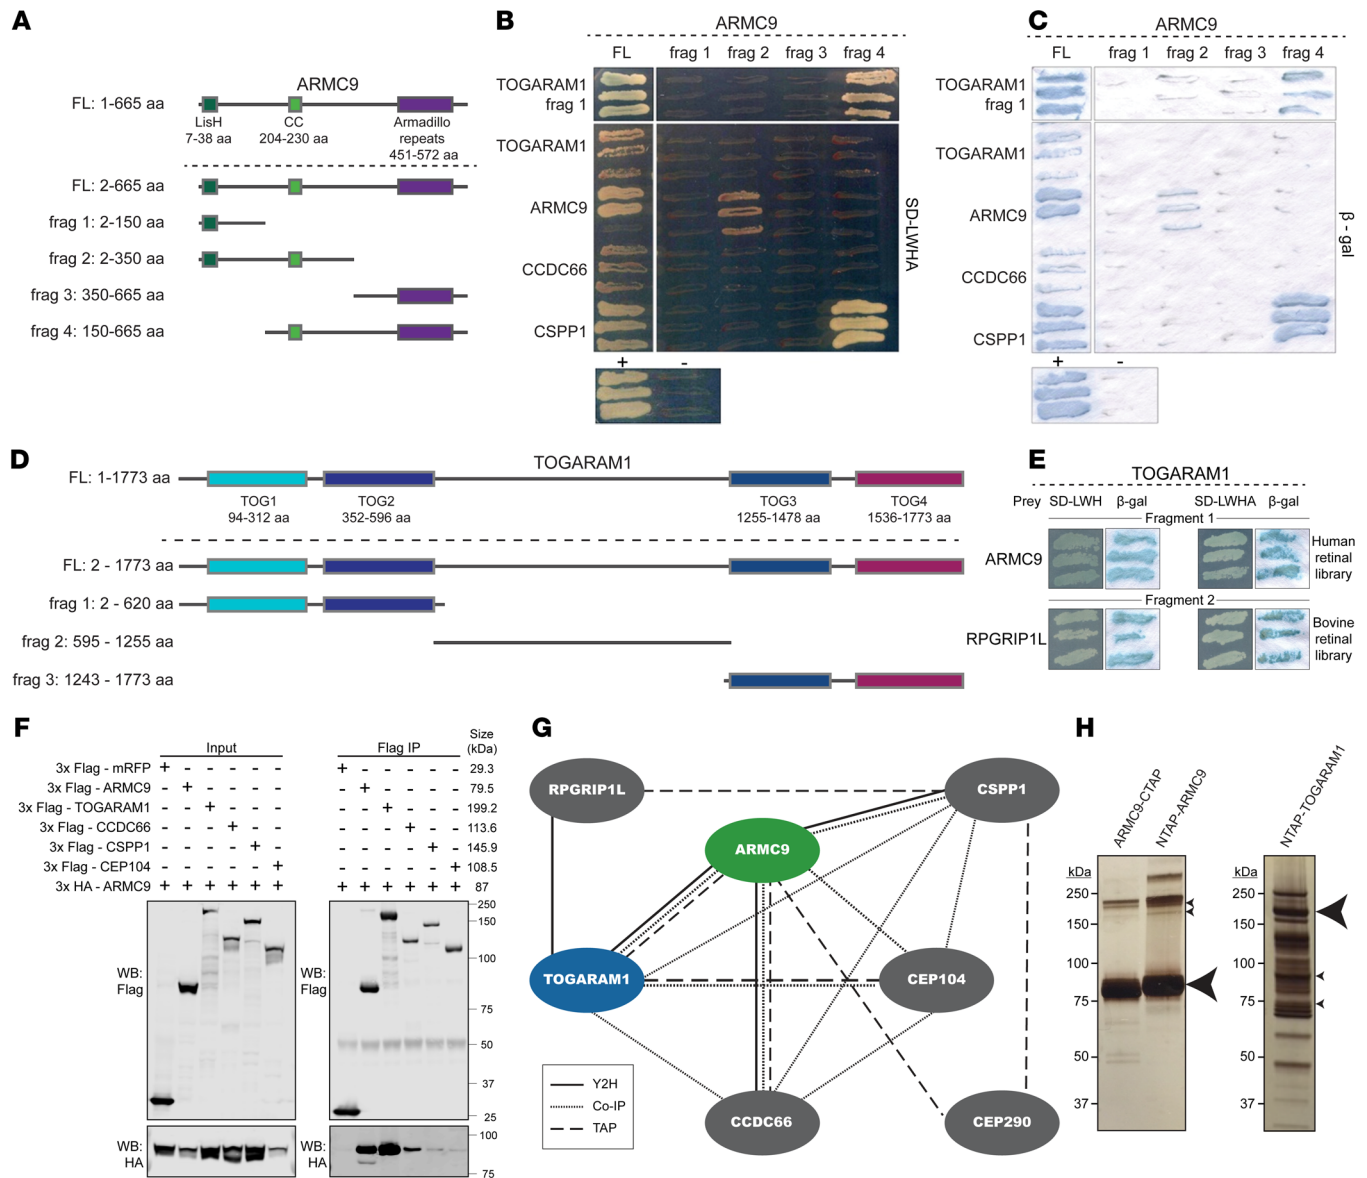 A
ARMC9
FL: 1-665 aa
LisH
7-38 aa
CC
204-230 aa
Armadillo
repeats
451-572 aa
FL: 2-665 aa
frag 1: 2-150 aa
frag 2: 2-350 aa
frag 3: 350-665 aa
frag 4: 150-665 aa
B
ARMC9
FL frag 1 frag 2 frag 3 frag 4
TOGARAM1
frag 1
TOGARAM1
ARMC9
CCDC66
CSPP1
SD-LWHA
+ -
C
ARMC9
FL frag 1 frag 2 frag 3 frag 4
TOGARAM1
frag 1
TOGARAM1
ARMC9
CCDC66
CSPP1
β - gal
+ -
D
TOGARAM1
FL: 1-1773 aa
TOG1
94-312 aa
TOG2
352-596 aa
TOG3
1255-1478 aa
TOG4
1536-1773 aa
FL: 2 - 1773 aa
frag 1: 2 - 620 aa
frag 2: 595 - 1255 aa
frag 3: 1243 - 1773 aa
E
TOGARAM1
Prey SD-LWH β-gal SD-LWHA β-gal
Fragment 1
ARMC9
Human
retinal
library
Fragment 2
RPGRIP1L
Bovine
retinal
library
F
Input Flag IP Size
(kDa)
3x Flag - mRFP + - - - - - + - - - - - 29.3
3x Flag - ARMC9 - + - - - - - + - - - - 79.5
3x Flag - TOGARAM1 - - + - - - - - + - - - 199.2
3x Flag - CCDC66 - - - + - - - - - + - - 113.6
3x Flag - CSPP1 - - - - + - - - - - + - 145.9
3x Flag - CEP104 - - - - - + - - - - - + 108.5
3x HA - ARMC9 + + + + + + + + + + + + 87
WB:
Flag
WB:
Flag
250
150
100
75
50
37
25
WB:
HA
WB:
HA
100
75
G
RPGRIP1L
CSPP1
ARMC9
TOGARAM1
CEP104
CCDC66
CEP290
Y2H
Co-IP
TAP
H
ARMC9-CTAP
NTAP-ARMC9
kDa
250
150
100
75
50
37
NTAP-TOGARAM1
kDa
250
150
100
75
50
37